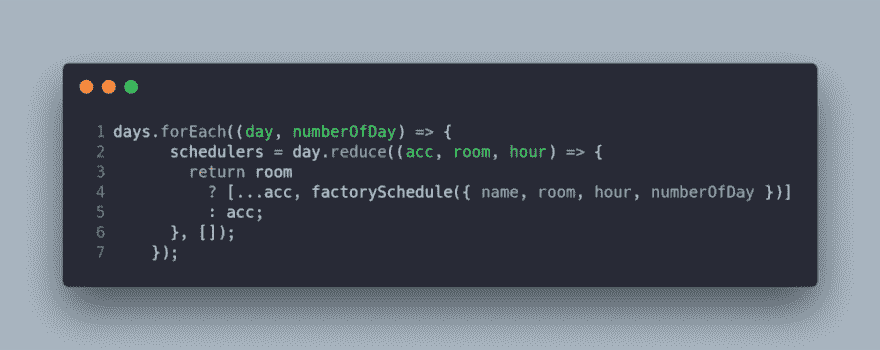 1 days.forEach((day, numberOfDay) => {
2 schedulers = day.reduce((acc, room, hour) => {
3 return room
4 ? [...acc, factorySchedule({ name, room, hour, numberOfDay })]
5 : acc;
6 }, []);
7 });